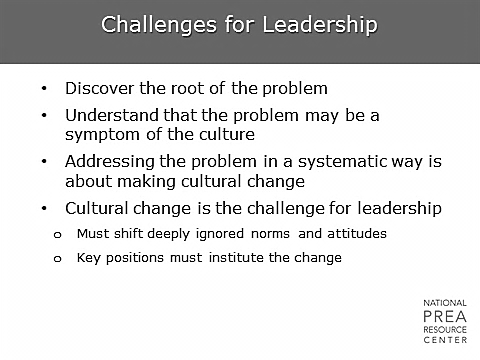 Challenges for Leadership
• Discover the root of the problem
• Understand that the problem may be a
symptom of the culture
• Addressing the problem in a systematic way is
about making cultural change
• Cultural change is the challenge for leadership
o Must shift deeply ignored norms and attitudes
o Key positions must institute the change
NATIONAL
PREA
RESOURCE
CENTER